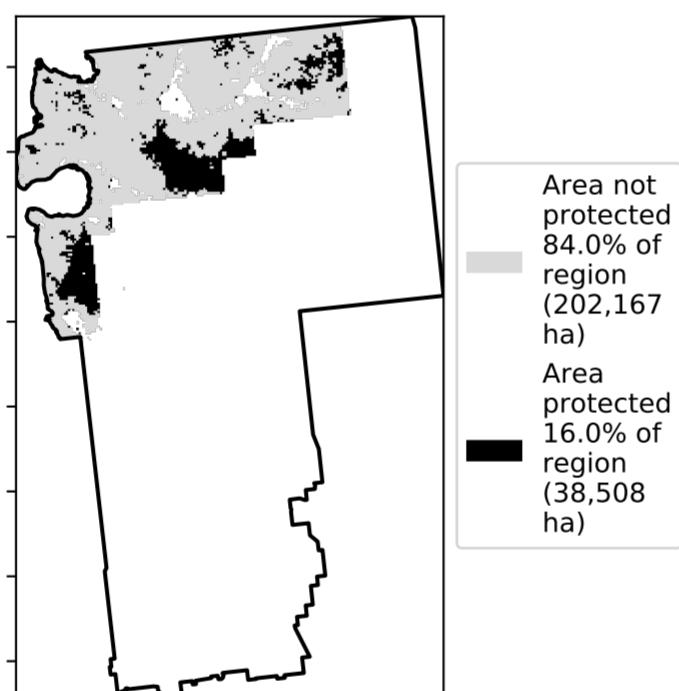 Area not
protected
84.0% of
region
(202,167
ha)
Area
protected
16.0% of
region
(38,508
ha)